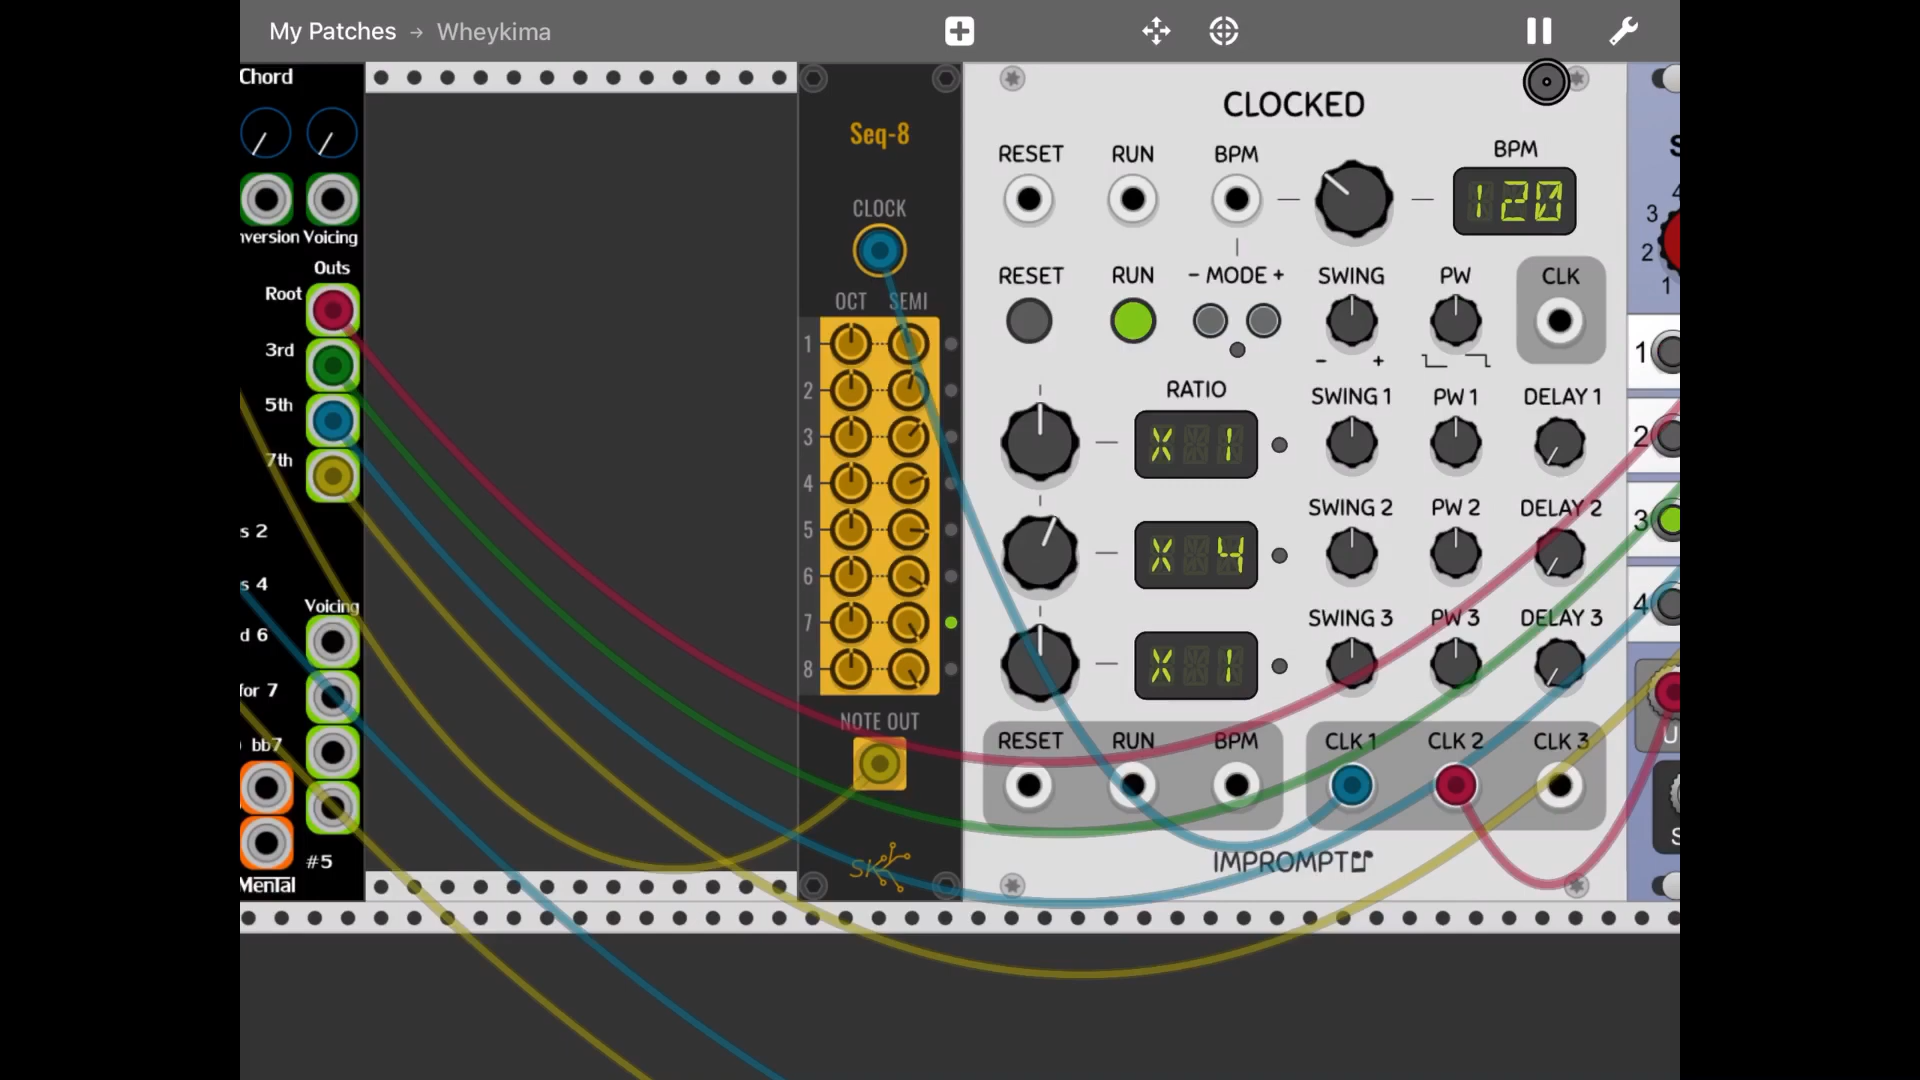 My Patches → Wheykima
Chord
nversion Voicing
Outs
Root
3rd
5th
7th
s 2
s 4
Voicing
d 6
for 7
bb7
#5
Mental
Seq-8
CLOCK
OCT SEMI
1
2
3
4
5
6
7
8
NOTE OUT
SK
CLOCKED
RESET RUN BPM BPM
120
RESET RUN - MODE + SWING PW CLK
- +
RATIO SWING 1 PW 1 DELAY 1
X 1
SWING 2 PW 2 DELAY 2
X 4
SWING 3 PW 3 DELAY 3
X 1
RESET RUN BPM CLK 1 CLK 2 CLK 3
IMPROMPTU
S
4
3
2
1
1
2
3
4
U
S